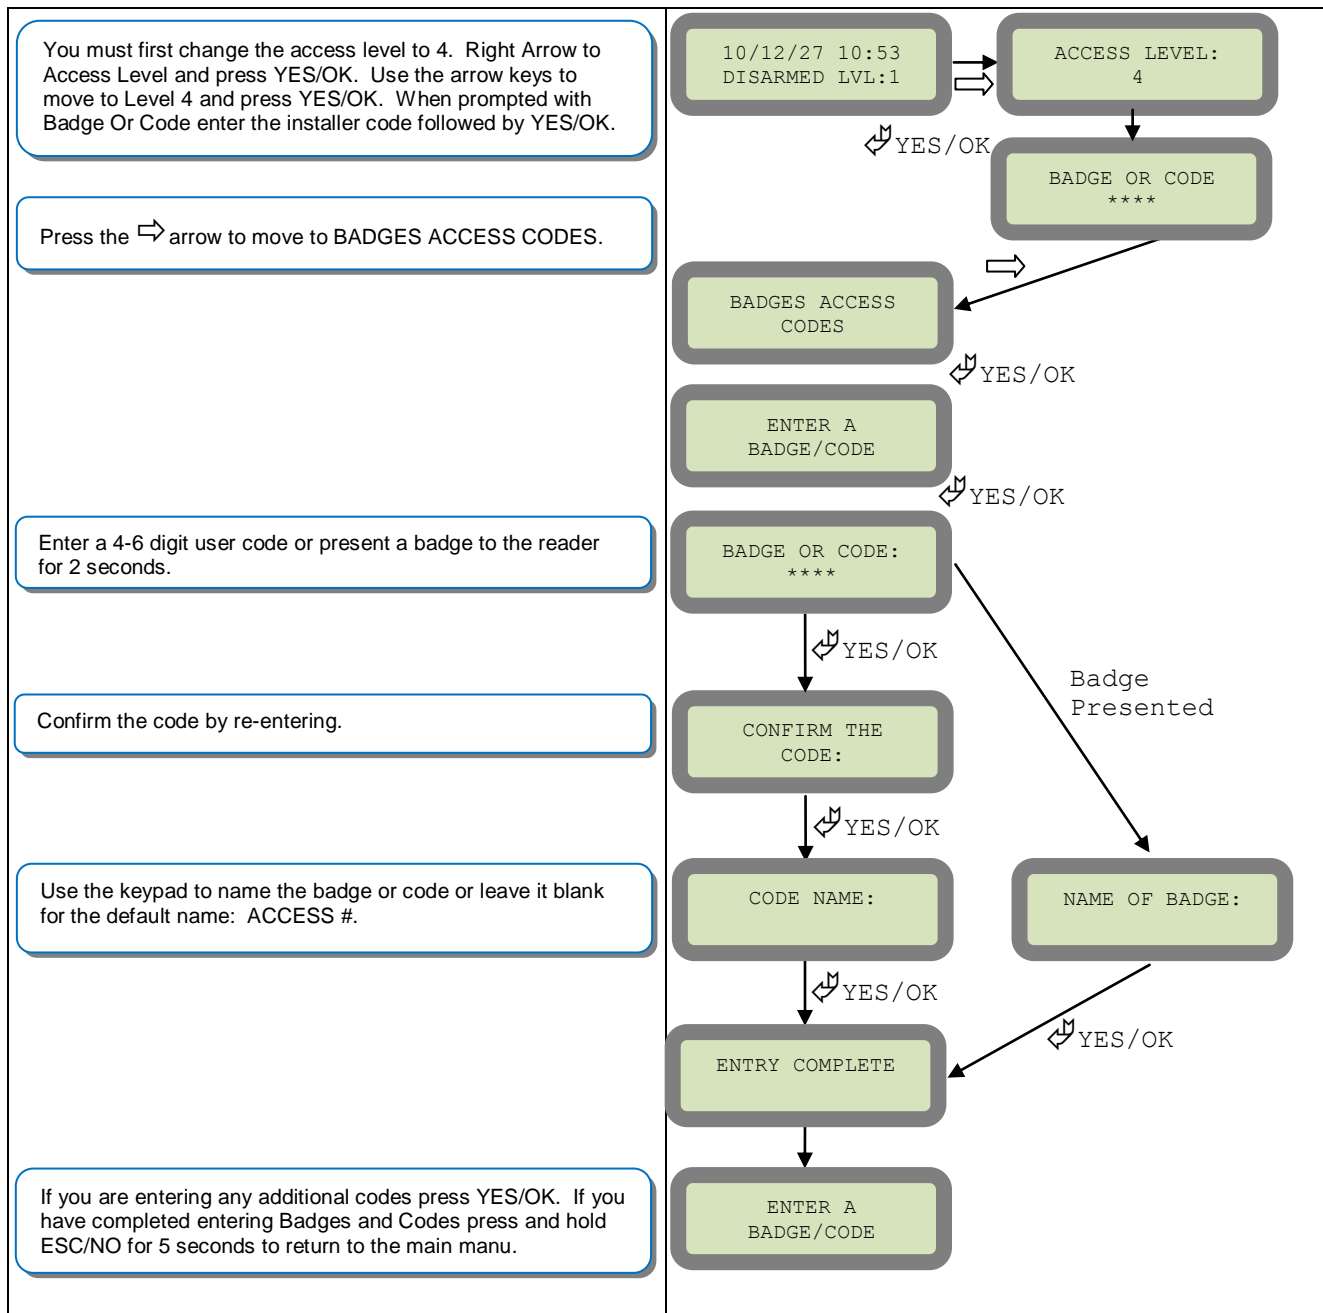 You must first change the access level to 4.  Right Arrow to
Access Level and press YES/OK.  Use the arrow keys to
move to Level 4 and press YES/OK.  When prompted with
Badge Or Code enter the installer code followed by YES/OK.
10/12/27 10:53
DISARMED LVL:1
ACCESS LEVEL:
4
YES/OK
BADGE OR CODE
****
Press the ⇨ arrow to move to BADGES ACCESS CODES.
BADGES ACCESS
CODES
YES/OK
ENTER A
BADGE/CODE
YES/OK
Enter a 4-6 digit user code or present a badge to the reader
for 2 seconds.
BADGE OR CODE:
****
YES/OK
Badge
Presented
Confirm the code by re-entering.
CONFIRM THE
CODE:
YES/OK
Use the keypad to name the badge or code or leave it blank
for the default name:  ACCESS #.
CODE NAME:
NAME OF BADGE:
YES/OK
YES/OK
ENTRY COMPLETE
If you are entering any additional codes press YES/OK.  If you
have completed entering Badges and Codes press and hold
ESC/NO for 5 seconds to return to the main manu.
ENTER A
BADGE/CODE